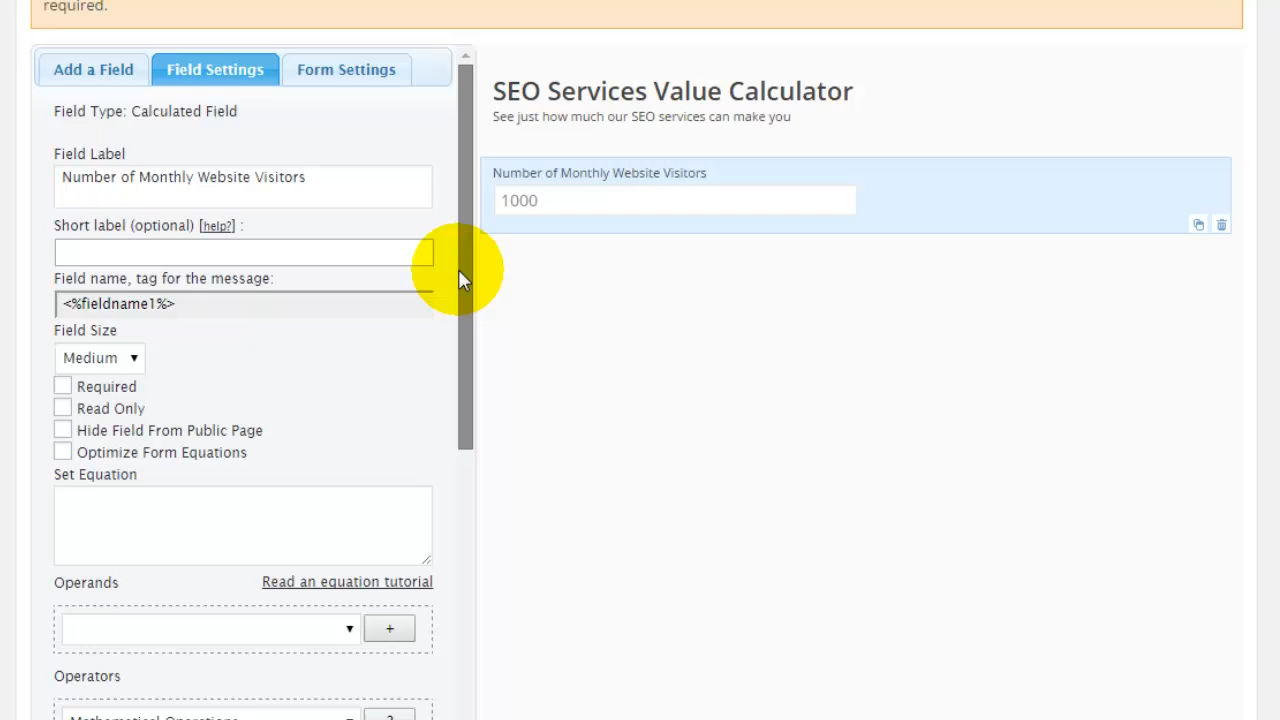 required.
Add a Field
Field Settings
Form Settings
Field Type: Calculated Field
Field Label
Number of Monthly Website Visitors
Short label (optional) [help?] :
Field name, tag for the message:
<%fieldname1%>
Field Size
Medium
Required
Read Only
Hide Field From Public Page
Optimize Form Equations
Set Equation
Operands
Read an equation tutorial
+
Operators
Mathematical Operations
?
SEO Services Value Calculator
See just how much our SEO services can make you
Number of Monthly Website Visitors
1000